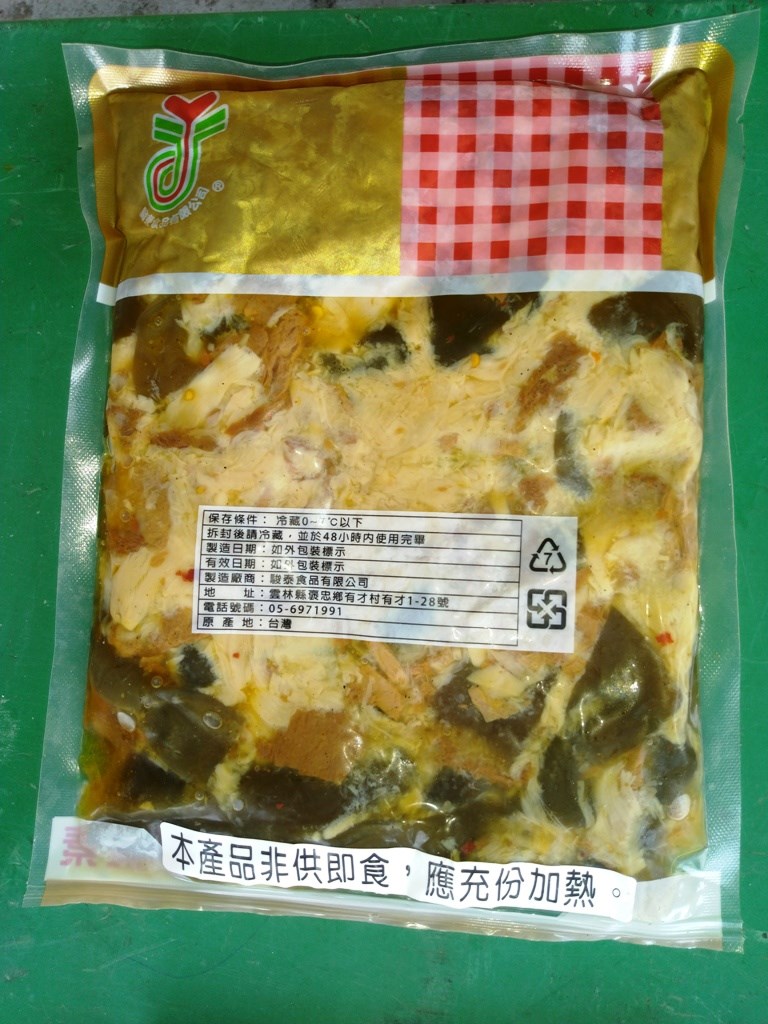 有限公司®
保存條件：冷藏0~7℃以下
拆封後請冷藏，並於48小時內使用完畢
製造日期：如外包裝標示
有效日期：如外包裝標示
製造廠商：駿泰食品有限公司
地　　址：雲林縣褒忠鄉有才村有才1-28號
電話號碼：05-6971991
原 產 地：台灣
素
本產品非供即食，應充份加熱。